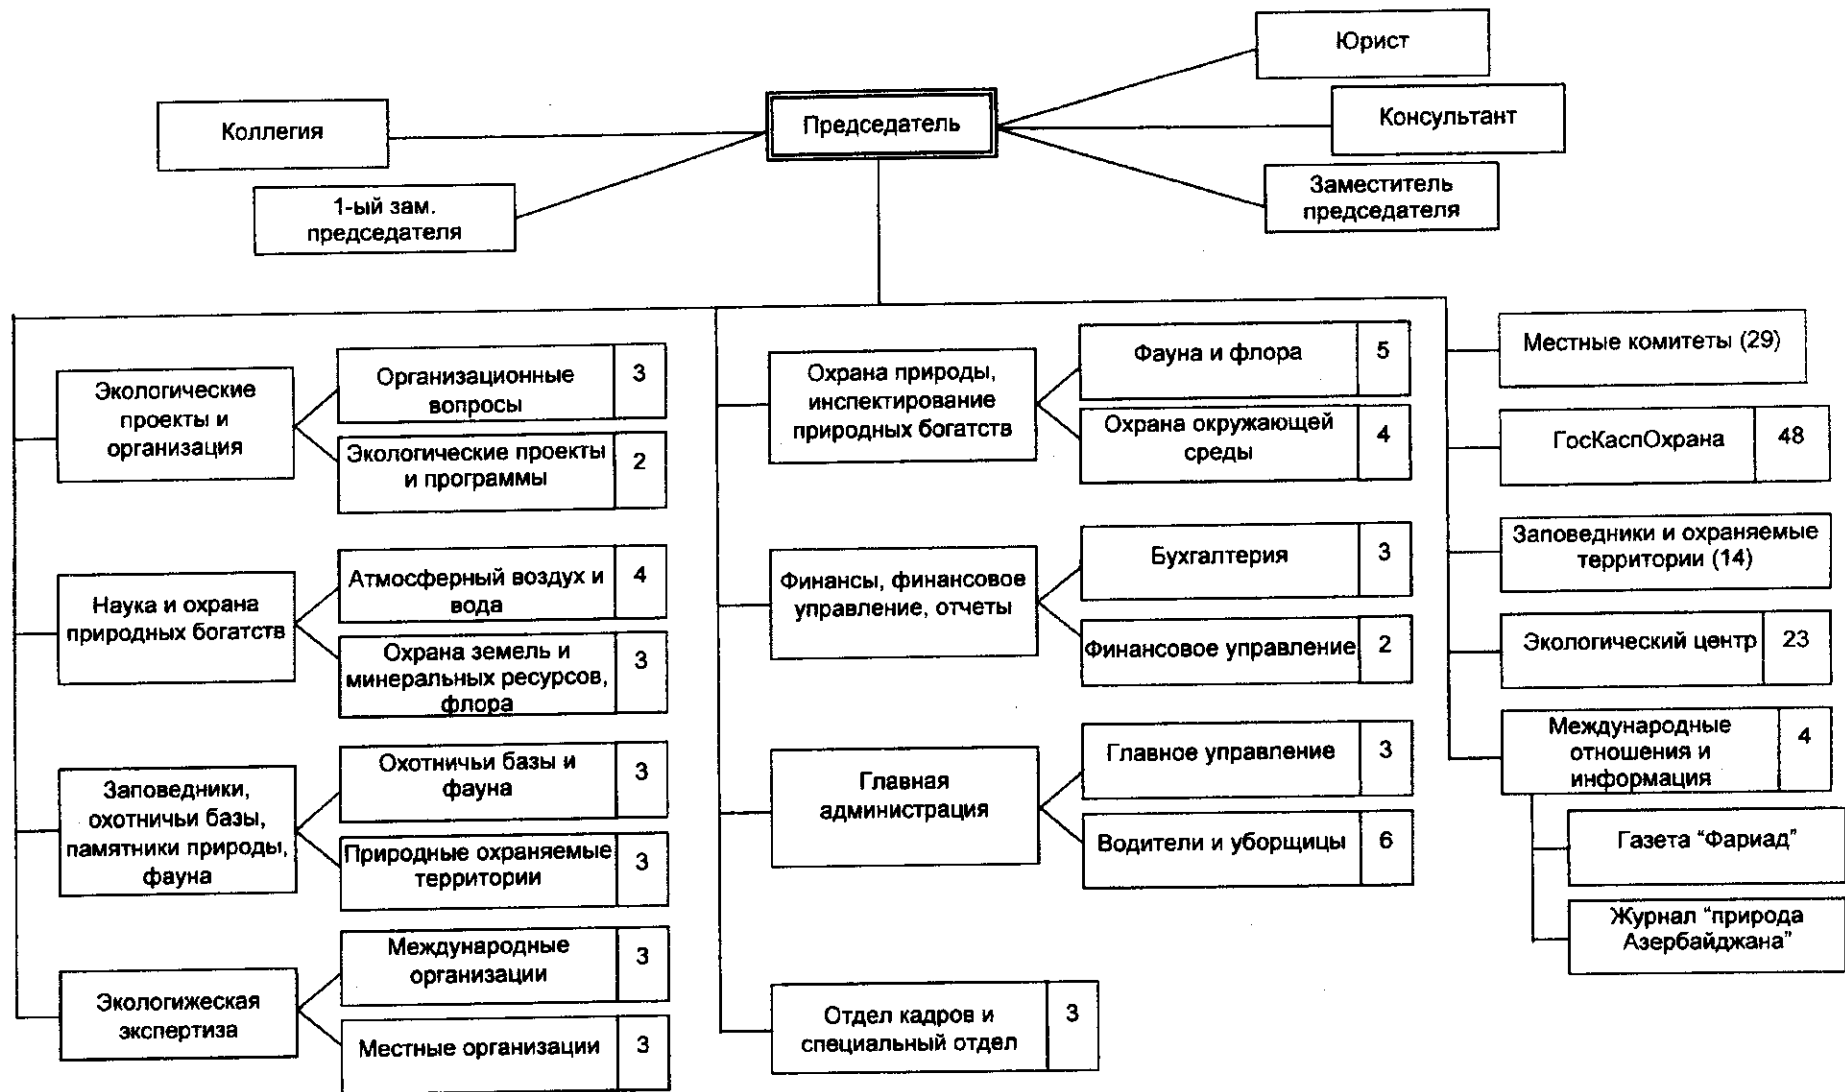 Юрист
Коллегия
Председатель
Консультант
1-ый зам.
председателя
Заместитель
председателя
Экологические
проекты и
организация
Организационные
вопросы
3
Экологические проекты
и программы
2
Наука и охрана
природных богатств
Атмосферный воздух и
вода
4
Охрана земель и
минеральных ресурсов,
флора
3
Заповедники,
охотничьи базы,
памятники природы,
фауна
Охотничьи базы и
фауна
3
Природные охраняемые
территории
3
Экологижеская
экспертиза
Международные
организации
3
Местные организации
3
Охрана природы,
инспектирование
природных богатств
Фауна и флора
5
Охрана окружающей
среды
4
Финансы, финансовое
управление, отчеты
Бухгалтерия
3
Финансовое управление
2
Главная
администрация
Главное управление
3
Водители и уборщицы
6
Отдел кадров и
специальный отдел
3
Местные комитеты (29)
ГосКаспОхрана
48
Заповедники и охраняемые
территории (14)
Экологический центр
23
Международные
отношения и
информация
4
Газета "Фариад"
Журнал "природа
Азербайджана"